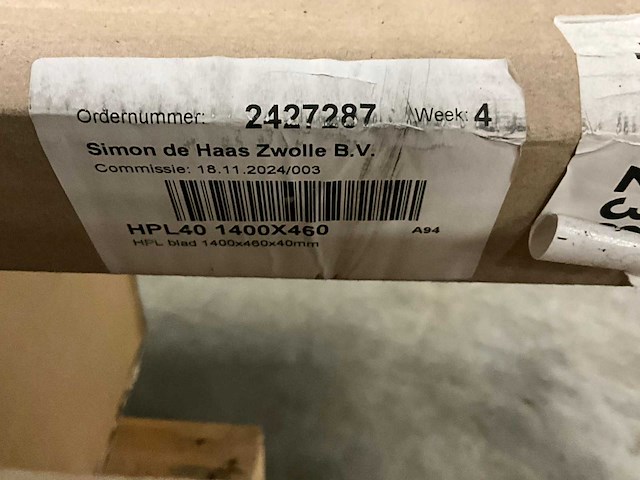 Ordernummer: 2427287 Week: 4
Simon de Haas Zwolle B.V.
Commissie: 18.11.2024/003
HPL40 1400X460 A94
HPL blad 1400x460x40mm